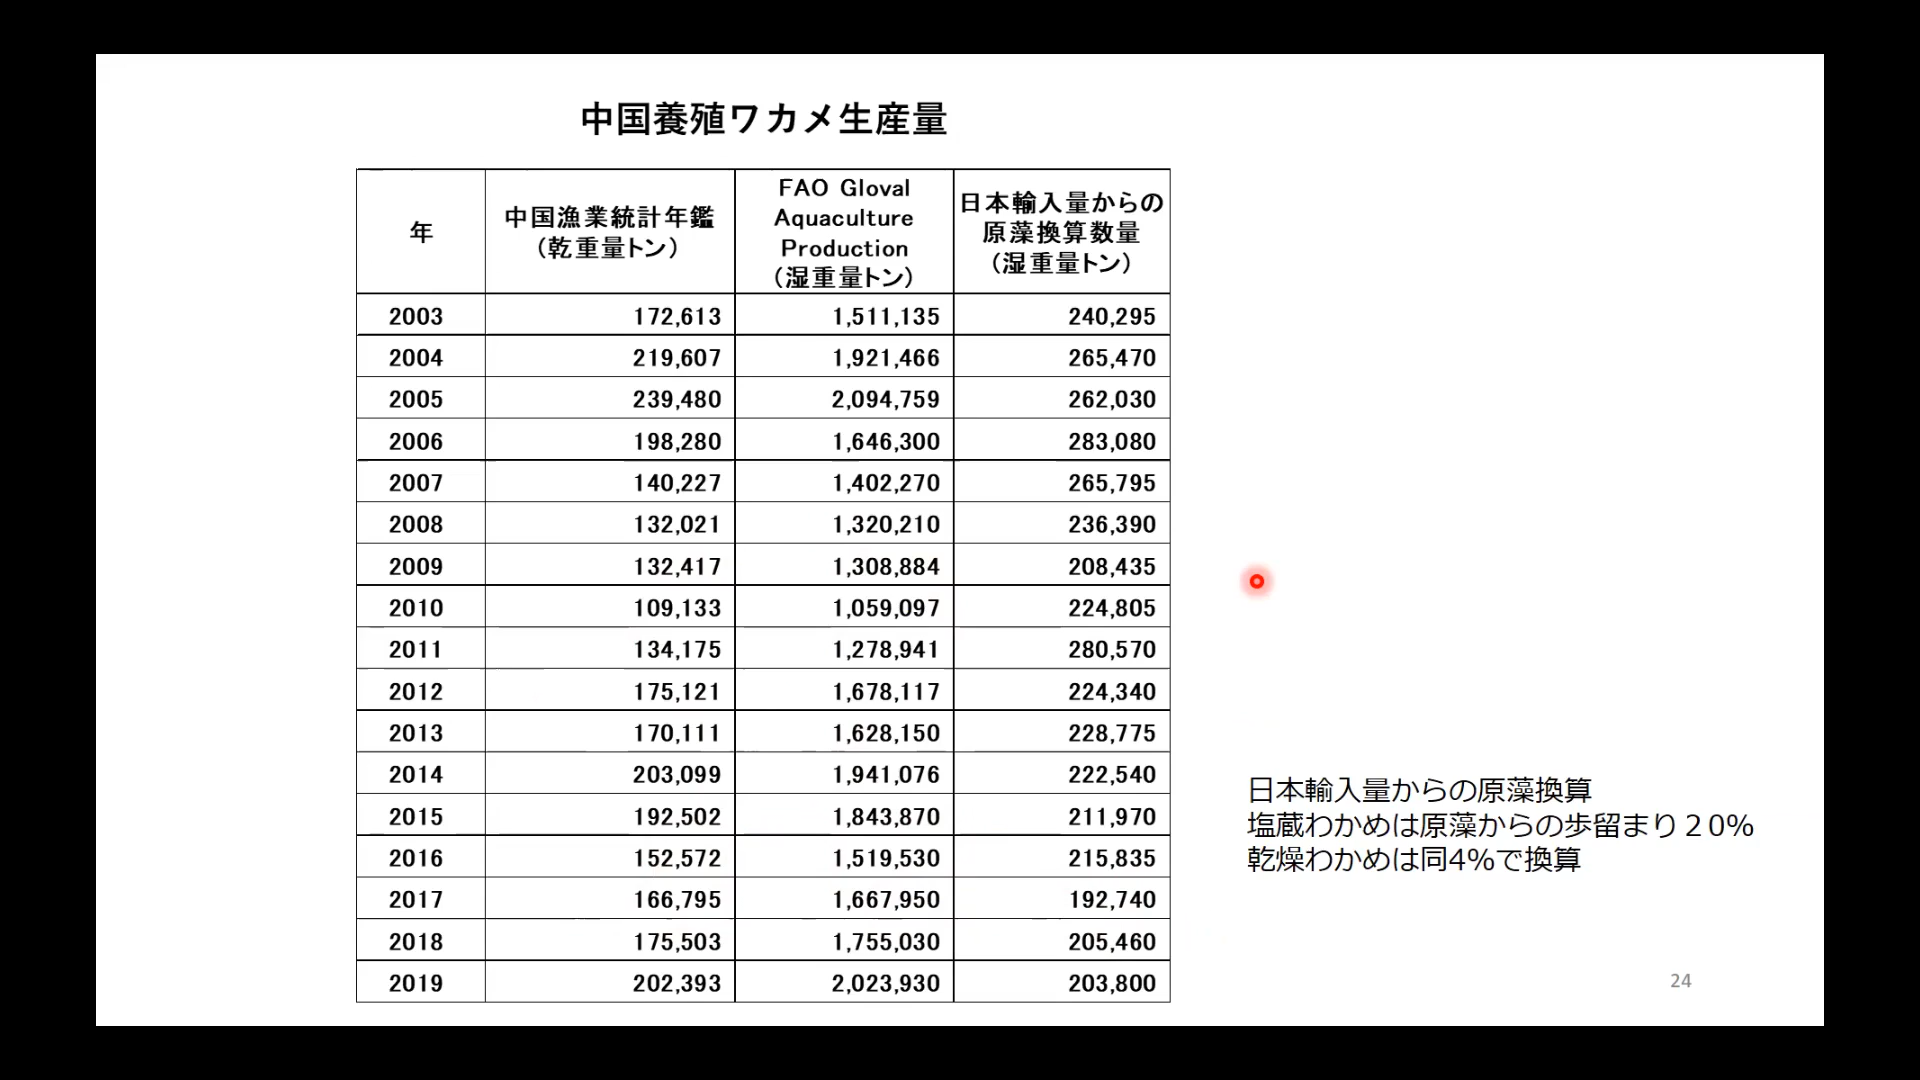 中国養殖ワカメ生産量
年 中国漁業統計年鑑（乾重量トン） FAO Gloval Aquaculture Production（湿重量トン） 日本輸入量からの原藻換算数量（湿重量トン）
2003 172,613 1,511,135 240,295
2004 219,607 1,921,466 265,470
2005 239,480 2,094,759 262,030
2006 198,280 1,646,300 283,080
2007 140,227 1,402,270 265,795
2008 132,021 1,320,210 236,390
2009 132,417 1,308,884 208,435
2010 109,133 1,059,097 224,805
2011 134,175 1,278,941 280,570
2012 175,121 1,678,117 224,340
2013 170,111 1,628,150 228,775
2014 203,099 1,941,076 222,540
2015 192,502 1,843,870 211,970
2016 152,572 1,519,530 215,835
2017 166,795 1,667,950 192,740
2018 175,503 1,755,030 205,460
2019 202,393 2,023,930 203,800
日本輸入量からの原藻換算
塩蔵わかめは原藻からの歩留まり２0%
乾燥わかめは同4%で換算
24